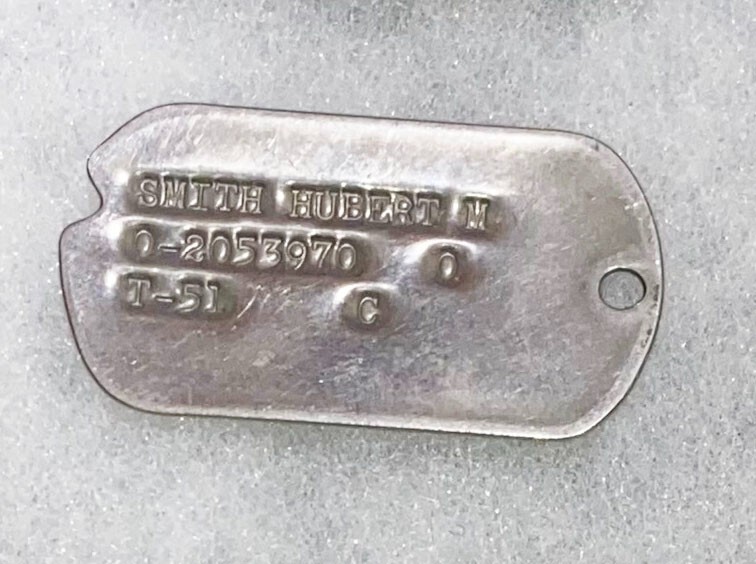 SMITH HUBERT M
O-2053970 O
T-51 C